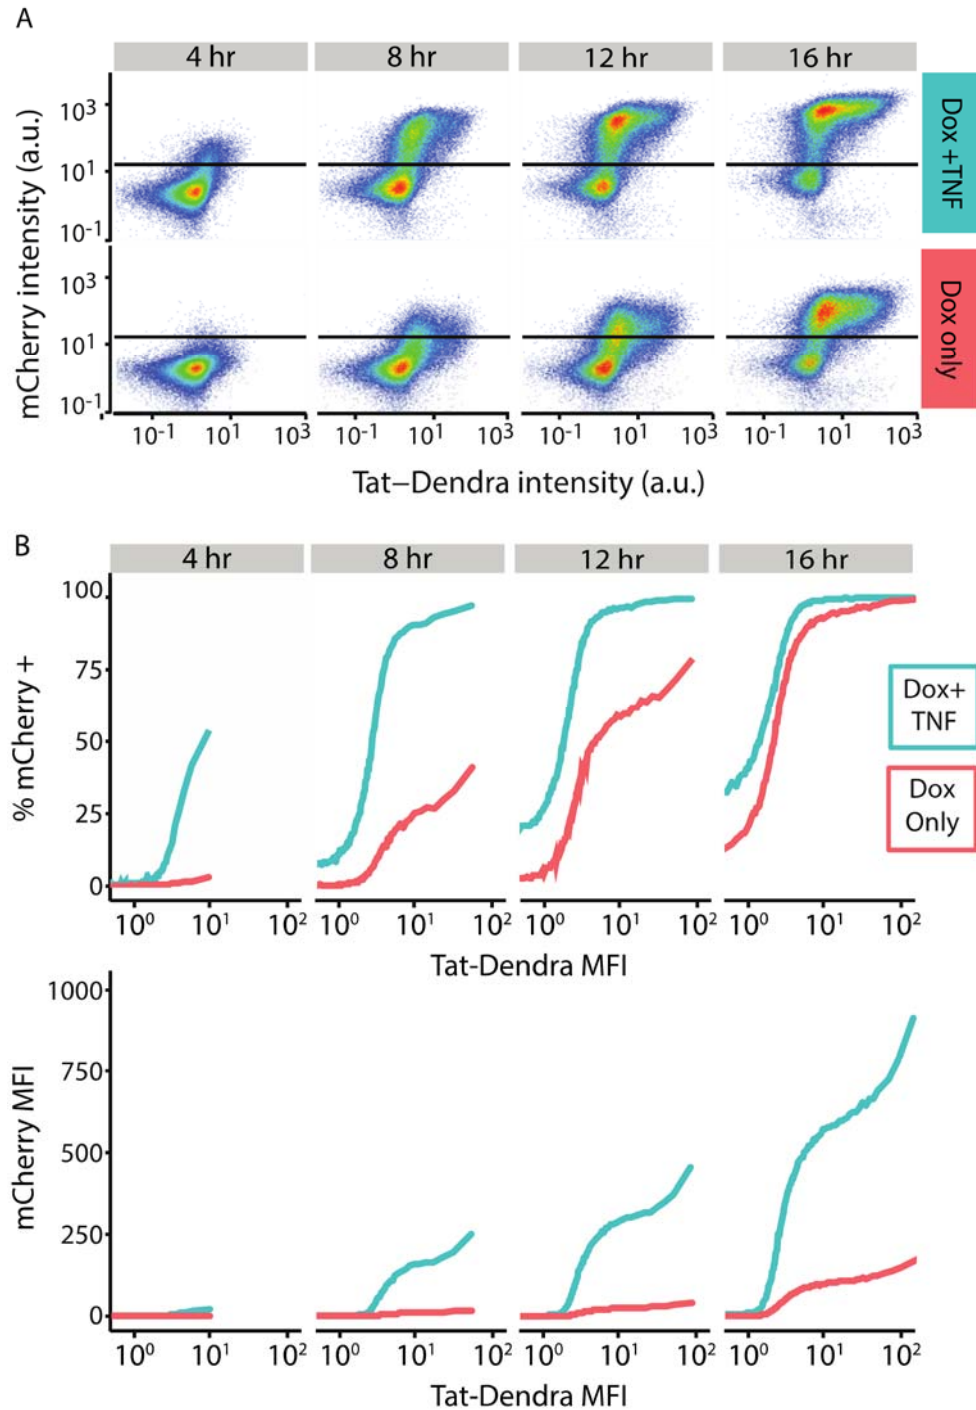 A
4 hr
8 hr
12 hr
16 hr
mCherry intensity (a.u.)
10³
10¹
10⁻¹
Dox +TNF
10³
10¹
10⁻¹
Dox only
10⁻¹ 10¹ 10³
10⁻¹ 10¹ 10³
10⁻¹ 10¹ 10³
10⁻¹ 10¹ 10³
Tat–Dendra intensity (a.u.)
B
4 hr
8 hr
12 hr
16 hr
% mCherry +
100
75
50
25
0
Dox+
TNF
Dox
Only
10⁰ 10¹ 10²
10⁰ 10¹ 10²
10⁰ 10¹ 10²
10⁰ 10¹ 10²
Tat-Dendra MFI
mCherry MFI
1000
750
500
250
0
10⁰ 10¹ 10²
10⁰ 10¹ 10²
10⁰ 10¹ 10²
10⁰ 10¹ 10²
Tat-Dendra MFI